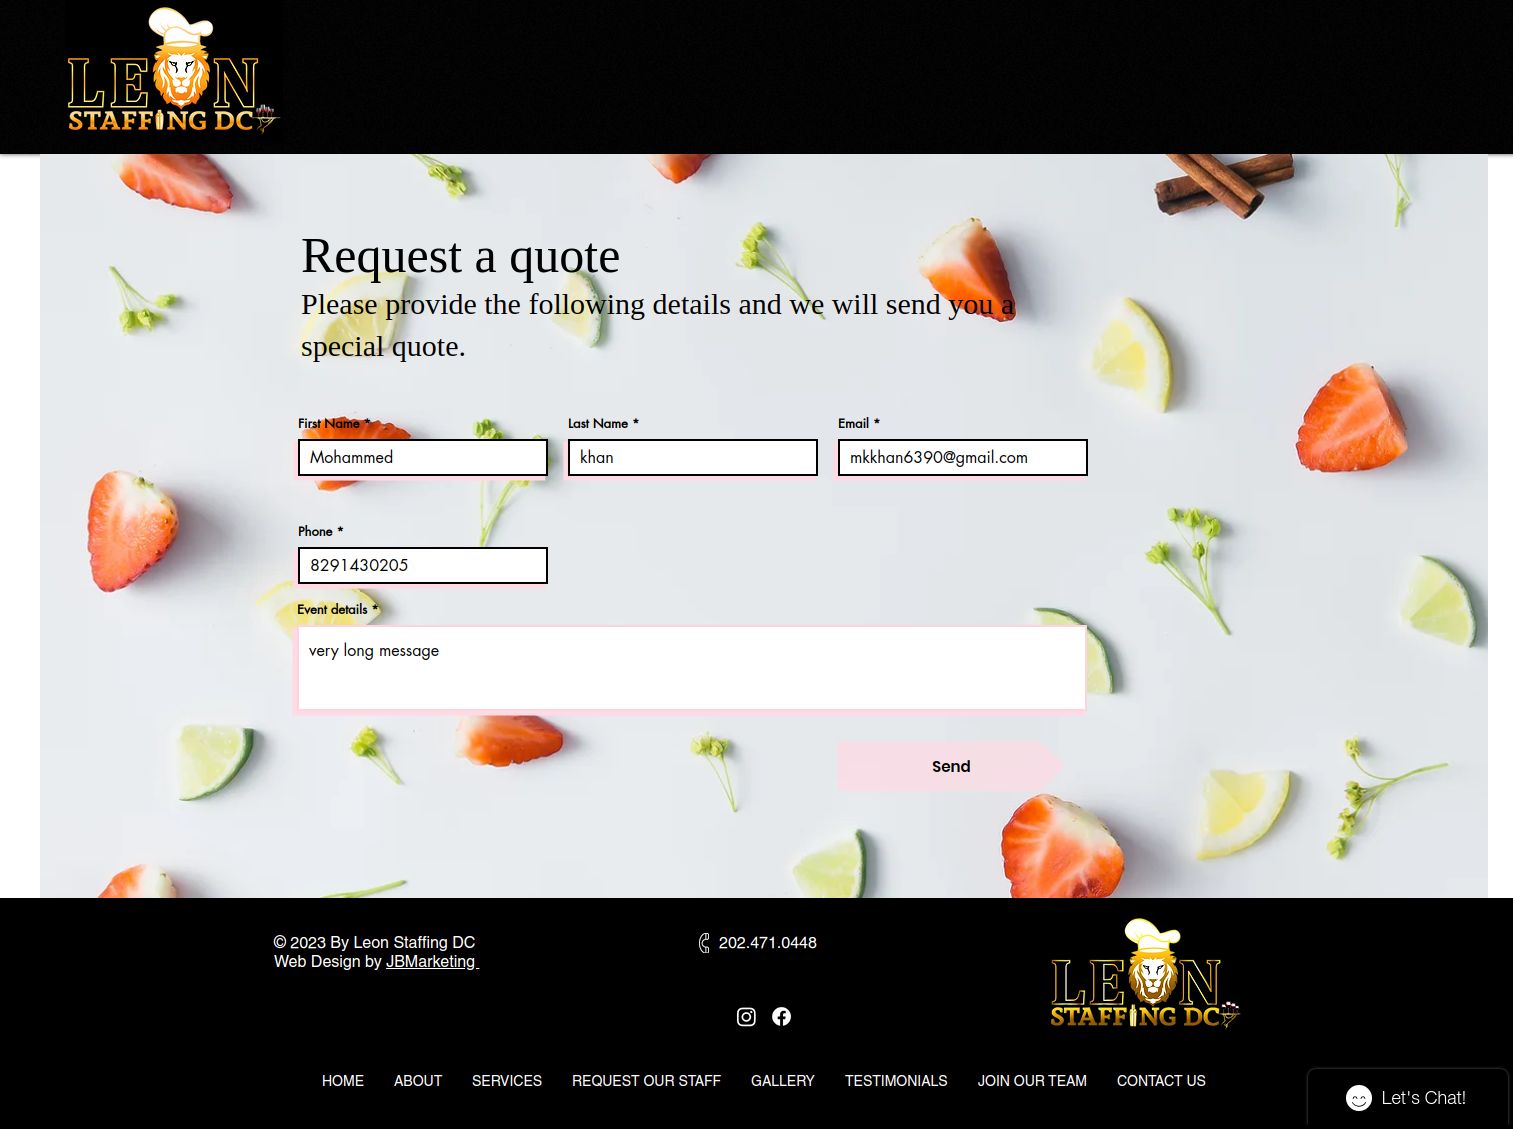 LEON
STAFFING DC
Request a quote
Please provide the following details and we will send you a
special quote.
First Name *
Last Name *
Email *
Mohammed
khan
mkkhan6390@gmail.com
Phone *
8291430205
Event details *
very long message
Send
© 2023 By Leon Staffing DC
Web Design by JBMarketing
202.471.0448
LEON
STAFFING DC
HOME ABOUT SERVICES REQUEST OUR STAFF GALLERY TESTIMONIALS JOIN OUR TEAM CONTACT US
Let's Chat!